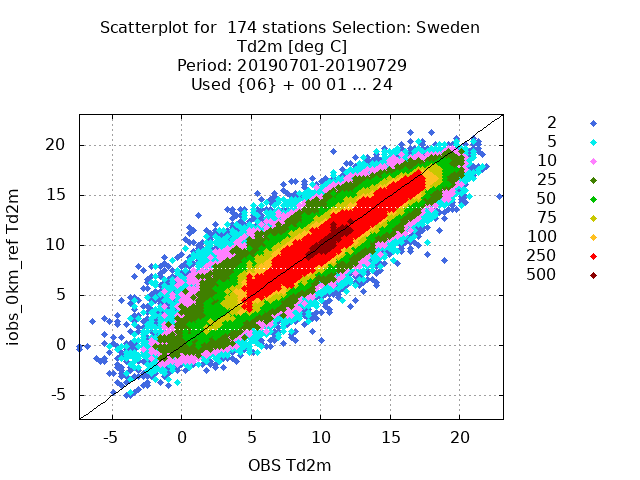 Scatterplot for  174 stations Selection: Sweden
Td2m [deg C]
Period: 20190701-20190729
Used {06} + 00 01 ... 24
2
5
10
25
50
75
100
250
500
20
15
10
5
0
-5
iobs_0km_ref Td2m
-5 0 5 10 15 20
OBS Td2m